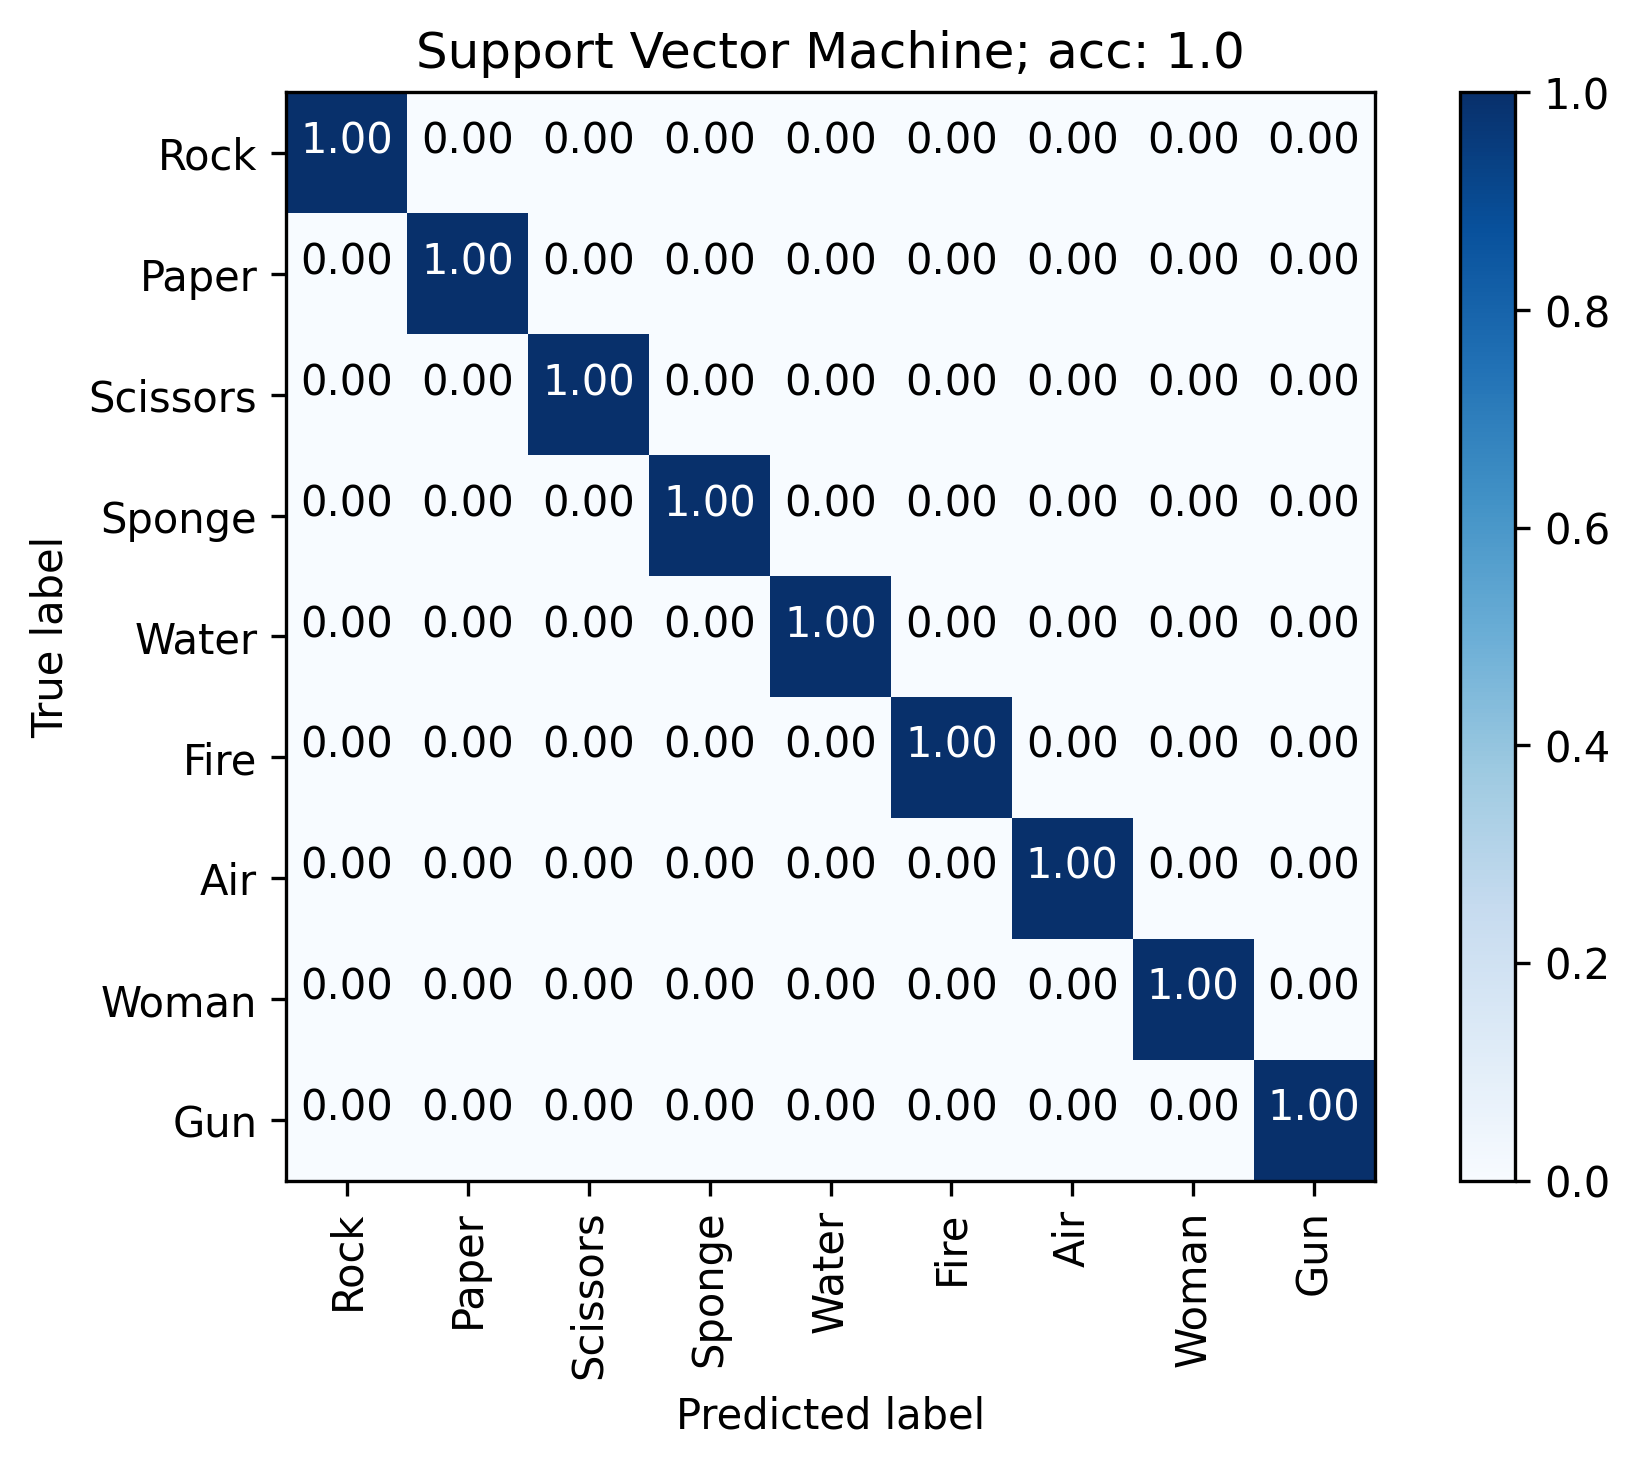 Support Vector Machine; acc: 1.0
Rock 1.00 0.00 0.00 0.00 0.00 0.00 0.00 0.00 0.00
Paper 0.00 1.00 0.00 0.00 0.00 0.00 0.00 0.00 0.00
Scissors 0.00 0.00 1.00 0.00 0.00 0.00 0.00 0.00 0.00
Sponge 0.00 0.00 0.00 1.00 0.00 0.00 0.00 0.00 0.00
Water 0.00 0.00 0.00 0.00 1.00 0.00 0.00 0.00 0.00
Fire 0.00 0.00 0.00 0.00 0.00 1.00 0.00 0.00 0.00
Air 0.00 0.00 0.00 0.00 0.00 0.00 1.00 0.00 0.00
Woman 0.00 0.00 0.00 0.00 0.00 0.00 0.00 1.00 0.00
Gun 0.00 0.00 0.00 0.00 0.00 0.00 0.00 0.00 1.00
True label
Rock Paper Scissors Sponge Water Fire Air Woman Gun
Predicted label
1.0
0.8
0.6
0.4
0.2
0.0